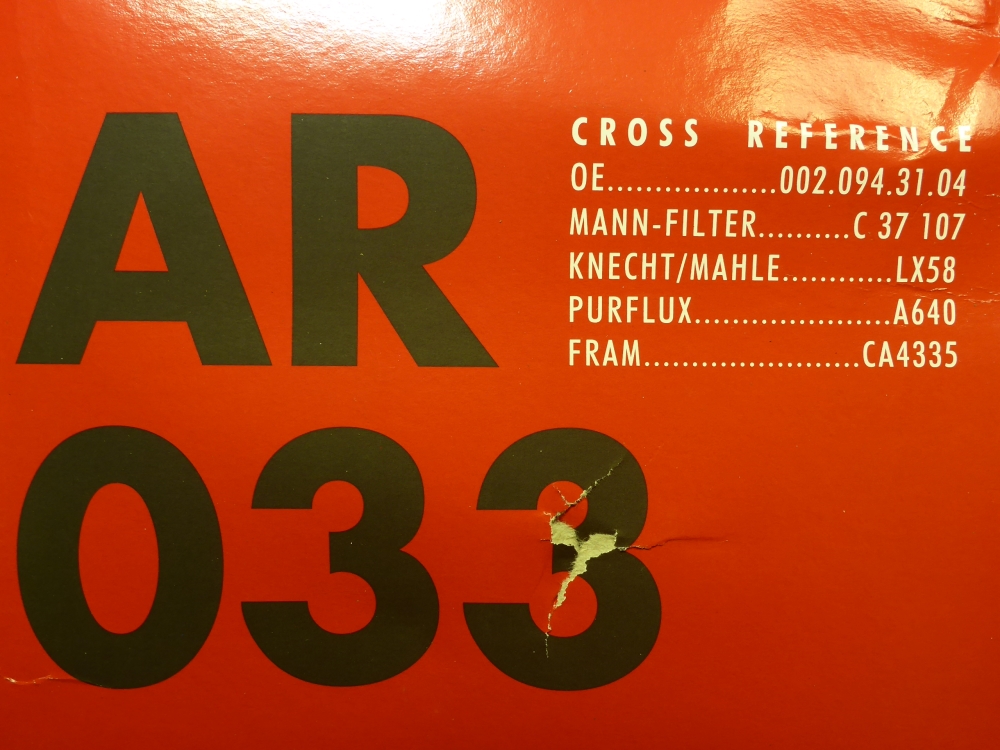 AR
033
CROSS REFERENCE
OE...................002.094.31.04
MANN-FILTER..........C 37 107
KNECHT/MAHLE............LX58
PURFLUX.....................A640
FRAM.......................CA4335